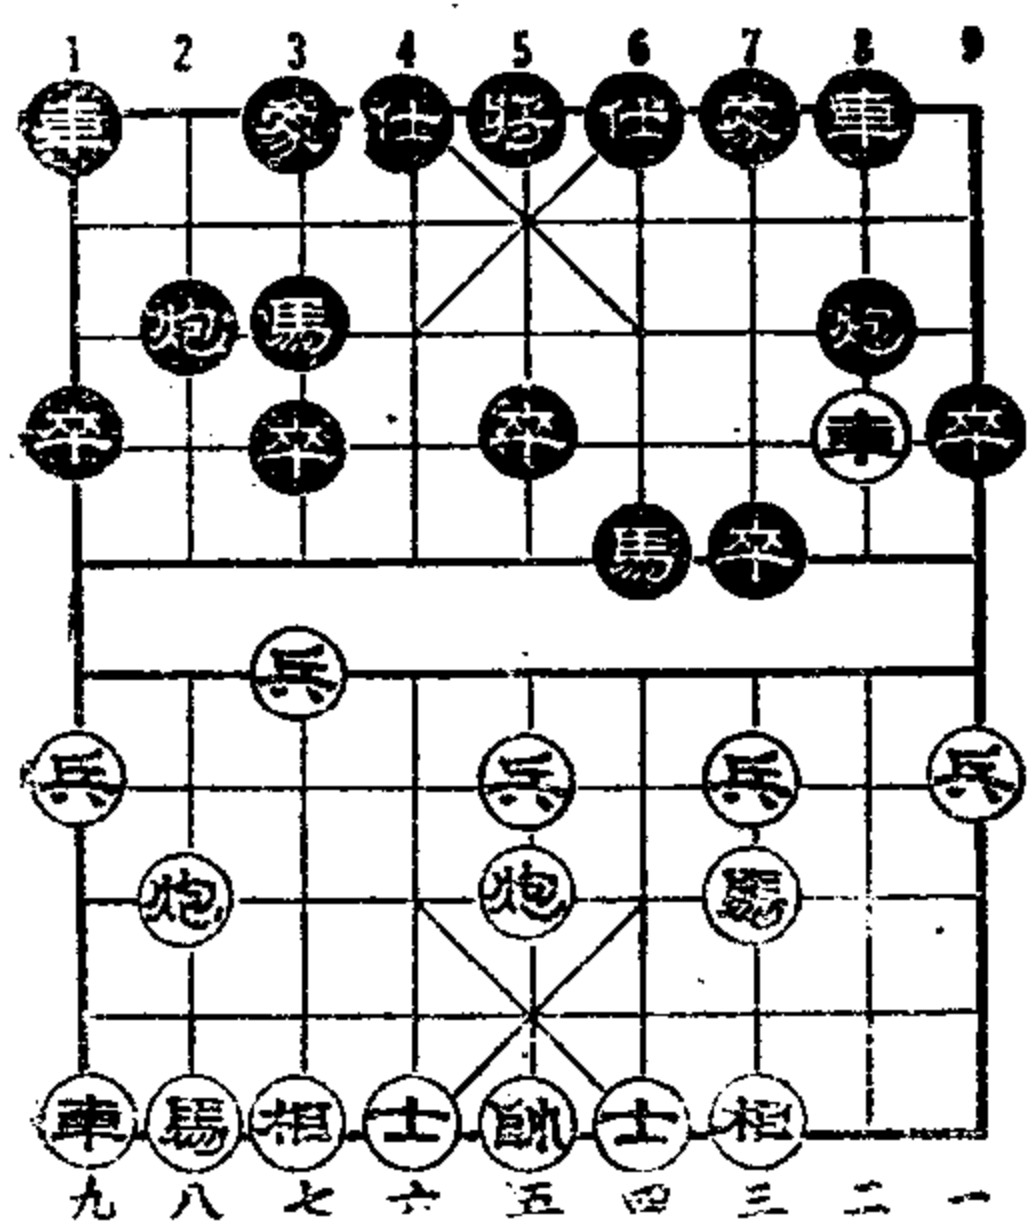 1 2 3 4 5 6 7 8 9
車 象 仕 将 仕 象 車
炮 馬 炮
卒 卒 卒 車 卒
馬 卒
兵
兵 兵 兵 兵
炮 炮 馬
車 馬 相 士 帥 士 相
九 八 七 六 五 四 三 二 一